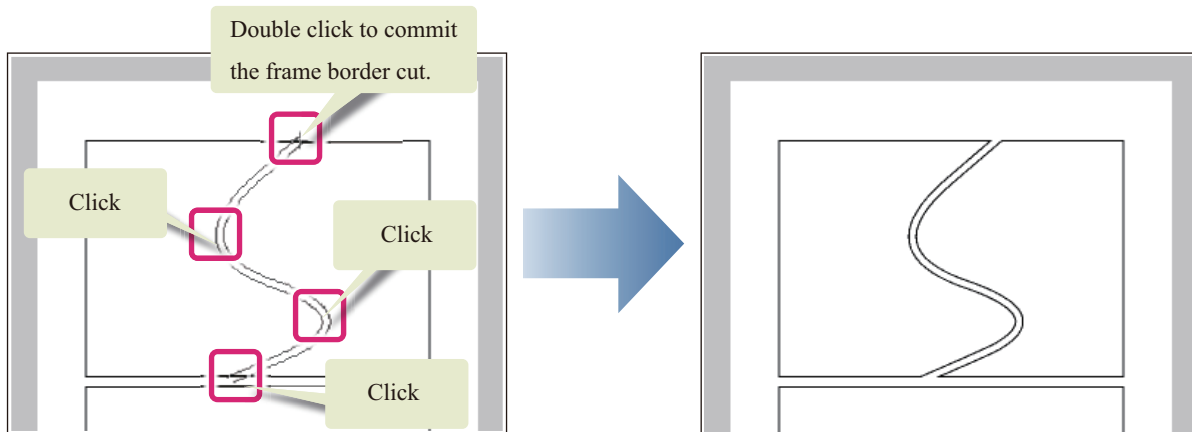 Double click to commit
the frame border cut.
Click
Click
Click